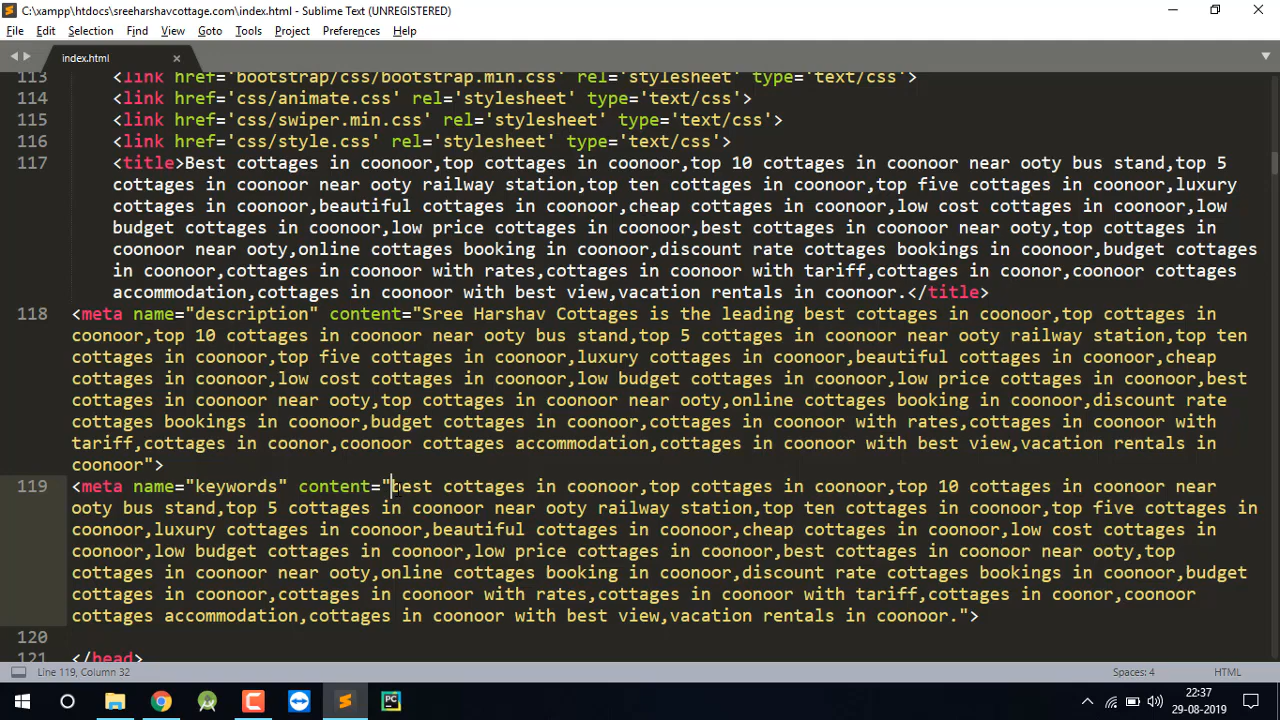 C:\xampp\htdocs\sreeharshavcottage.com\index.html - Sublime Text (UNREGISTERED)
File Edit Selection Find View Goto Tools Project Preferences Help
index.html
113 <link href='bootstrap/css/bootstrap.min.css' rel='stylesheet' type='text/css'>
114 <link href='css/animate.css' rel='stylesheet' type='text/css'>
115 <link href='css/swiper.min.css' rel='stylesheet' type='text/css'>
116 <link href='css/style.css' rel='stylesheet' type='text/css'>
117 <title>Best cottages in coonoor,top cottages in coonoor,top 10 cottages in coonoor near ooty bus stand,top 5
cottages in coonoor near ooty railway station,top ten cottages in coonoor,top five cottages in coonoor,luxury
cottages in coonoor,beautiful cottages in coonoor,cheap cottages in coonoor,low cost cottages in coonoor,low
budget cottages in coonoor,low price cottages in coonoor,best cottages in coonoor near ooty,top cottages in
coonoor near ooty,online cottages booking in coonoor,discount rate cottages bookings in coonoor,budget cottages
in coonoor,cottages in coonoor with rates,cottages in coonoor with tariff,cottages in coonor,coonoor cottages
accommodation,cottages in coonoor with best view,vacation rentals in coonoor.</title>
118 <meta name="description" content="Sree Harshav Cottages is the leading best cottages in coonoor,top cottages in
coonoor,top 10 cottages in coonoor near ooty bus stand,top 5 cottages in coonoor near ooty railway station,top ten
cottages in coonoor,top five cottages in coonoor,luxury cottages in coonoor,beautiful cottages in coonoor,cheap
cottages in coonoor,low cost cottages in coonoor,low budget cottages in coonoor,low price cottages in coonoor,best
cottages in coonoor near ooty,top cottages in coonoor near ooty,online cottages booking in coonoor,discount rate
cottages bookings in coonoor,budget cottages in coonoor,cottages in coonoor with rates,cottages in coonoor with
tariff,cottages in coonor,coonoor cottages accommodation,cottages in coonoor with best view,vacation rentals in
coonoor">
119 <meta name="keywords" content="best cottages in coonoor,top cottages in coonoor,top 10 cottages in coonoor near
ooty bus stand,top 5 cottages in coonoor near ooty railway station,top ten cottages in coonoor,top five cottages in
coonoor,luxury cottages in coonoor,beautiful cottages in coonoor,cheap cottages in coonoor,low cost cottages in
coonoor,low budget cottages in coonoor,low price cottages in coonoor,best cottages in coonoor near ooty,top
cottages in coonoor near ooty,online cottages booking in coonoor,discount rate cottages bookings in coonoor,budget
cottages in coonoor,cottages in coonoor with rates,cottages in coonoor with tariff,cottages in coonor,coonoor
cottages accommodation,cottages in coonoor with best view,vacation rentals in coonoor.">
120
121 </head>
Line 119, Column 32 Spaces: 4 HTML
22:37
29-08-2019